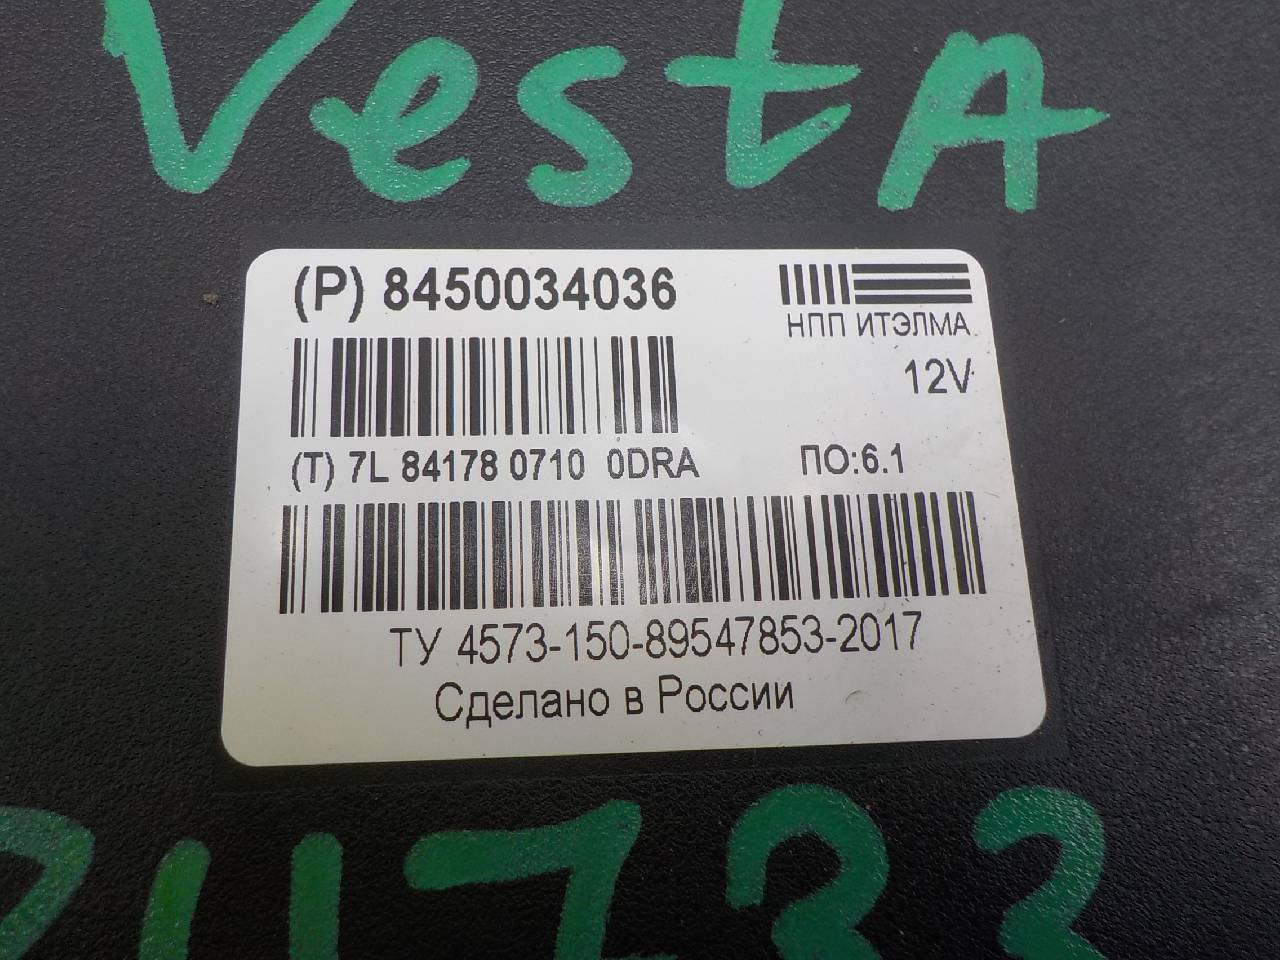 VestA
(P) 8450034036
НПП ИТЭЛМА
12V
(T) 7L 84178 0710 0DRA
ПО:6.1
ТУ 4573-150-89547853-2017
Сделано в России